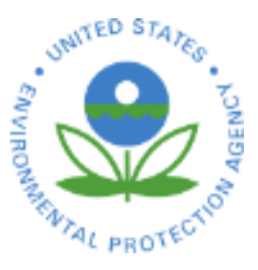 UNITED STATES
ENVIRONMENTAL PROTECTION AGENCY